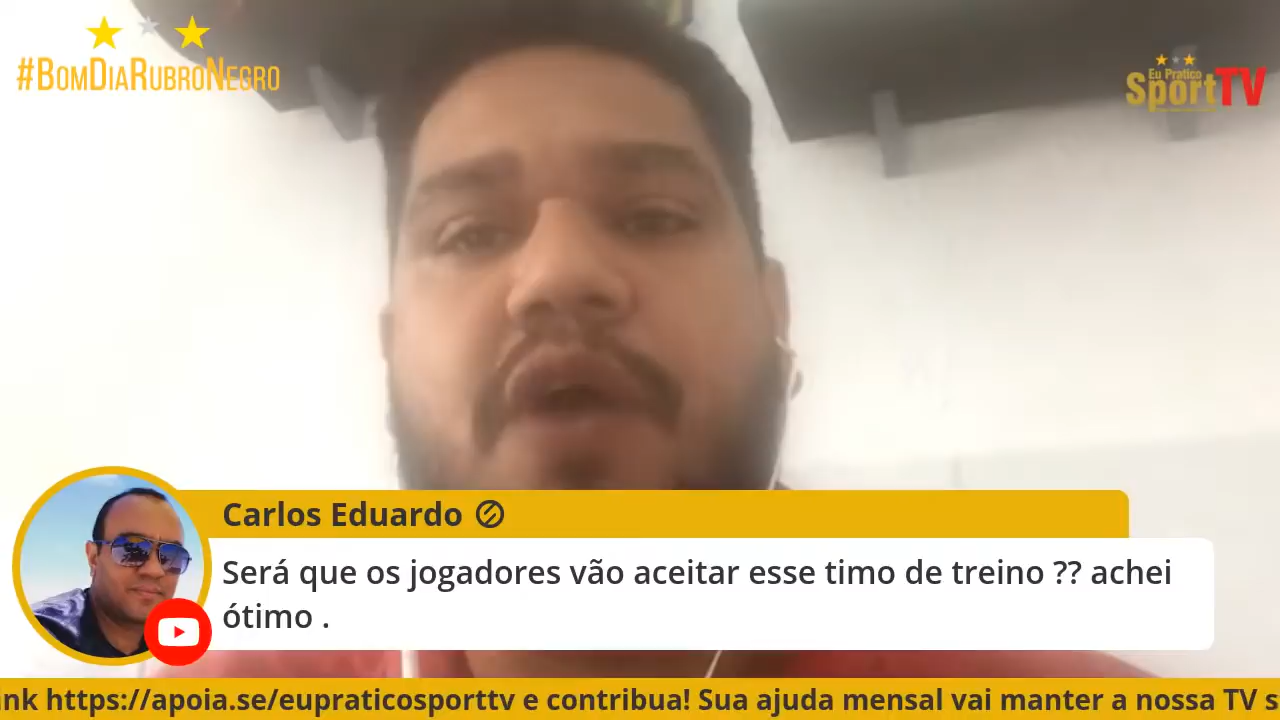 #BomDiaRubroNegro
Eu Pratico
SportTV
Carlos Eduardo
Será que os jogadores vão aceitar esse timo de treino ?? achei
ótimo .
ink https://apoia.se/eupraticosporttv e contribua! Sua ajuda mensal vai manter a nossa TV s